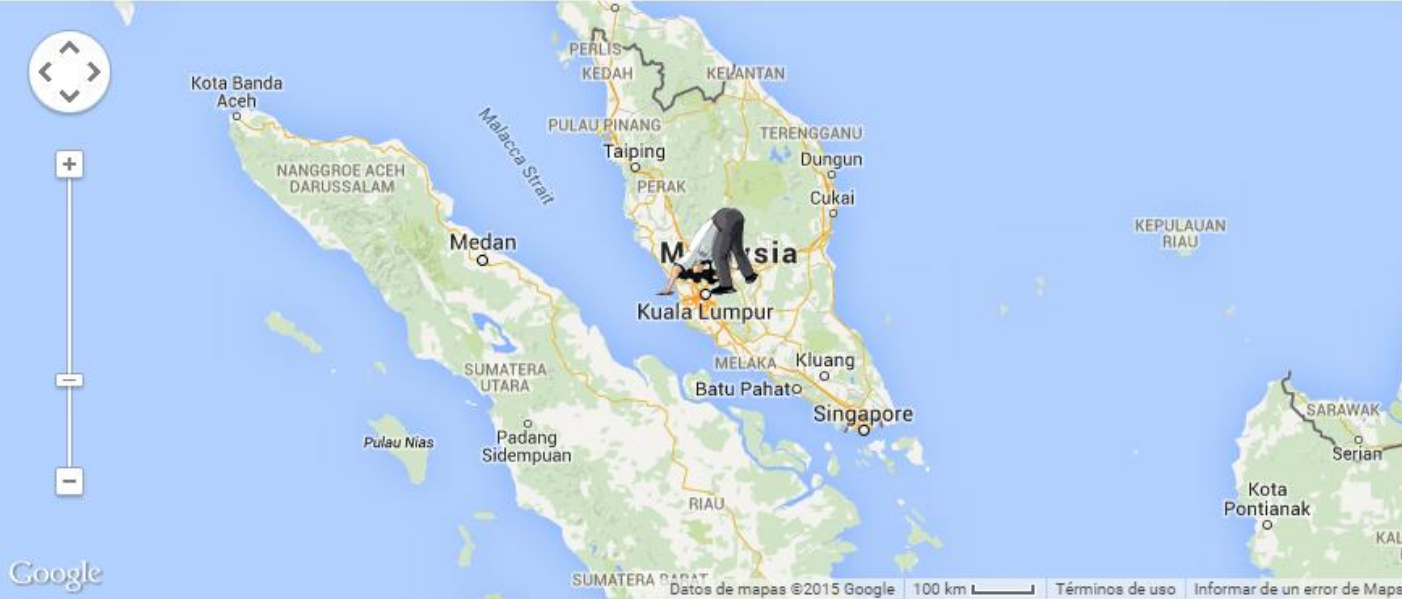 PERLIS
KEDAH
KELANTAN
Kota Banda
Aceh
Malacca Strait
PULAU PINANG
TERENGGANU
Taiping
Dungun
NANGGROE ACEH
DARUSSALAM
PERAK
Cukai
KEPULAUAN
RIAU
Medan
M ysia
Kuala Lumpur
SUMATERA
UTARA
MELAKA
Kluang
Batu Pahat
Singapore
SARAWAK
Pulau Nias
Padang
Sidempuan
Serian
Kota
Pontianak
RIAU
KAL
Google
SUMATERA BARAT
Datos de mapas ©2015 Google
100 km
Términos de uso
Informar de un error de Maps